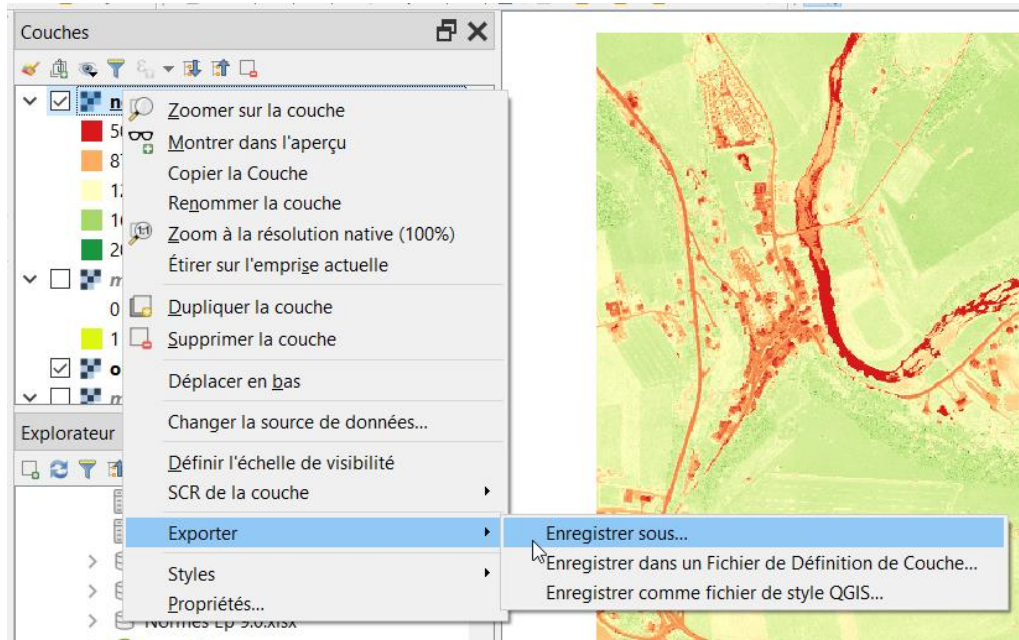 Couches
Zoomer sur la couche
Montrer dans l'aperçu
Copier la Couche
Renommer la couche
Zoom à la résolution native (100%)
Étirer sur l'emprise actuelle
0
Dupliquer la couche
1
Supprimer la couche
Déplacer en bas
Changer la source de données...
Explorateur
Définir l'échelle de visibilité
SCR de la couche
Exporter
Enregistrer sous...
Enregistrer dans un Fichier de Définition de Couche...
Styles
Enregistrer comme fichier de style QGIS...
Propriétés...